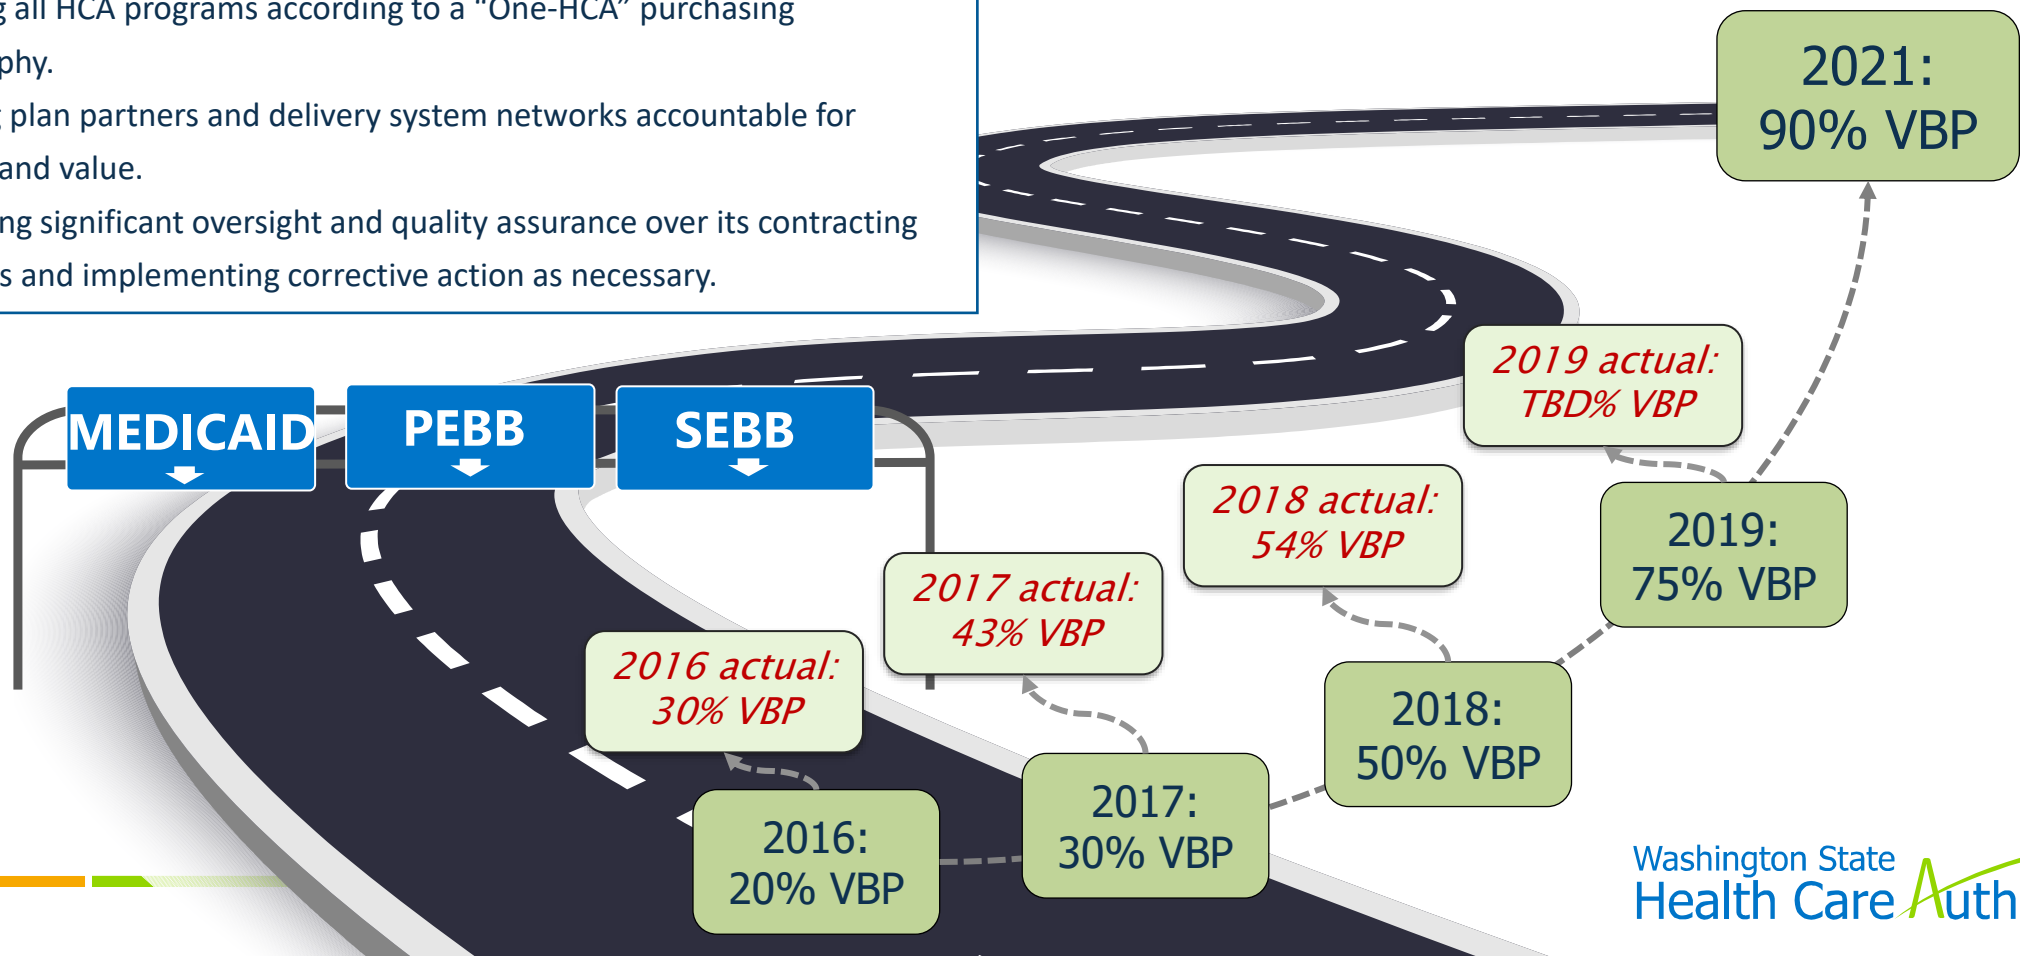 all HCA programs according to a “One-HCA” purchasing
plan partners and delivery system networks accountable for
and value.
significant oversight and quality assurance over its contracting
and implementing corrective action as necessary.
2021:
90% VBP
MEDICAID
PEBB
SEBB
2019 actual:
TBD% VBP
2018 actual:
54% VBP
2019:
75% VBP
2017 actual:
43% VBP
2016 actual:
30% VBP
2018:
50% VBP
2017:
30% VBP
2016:
20% VBP
Washington State
Health Care Auth